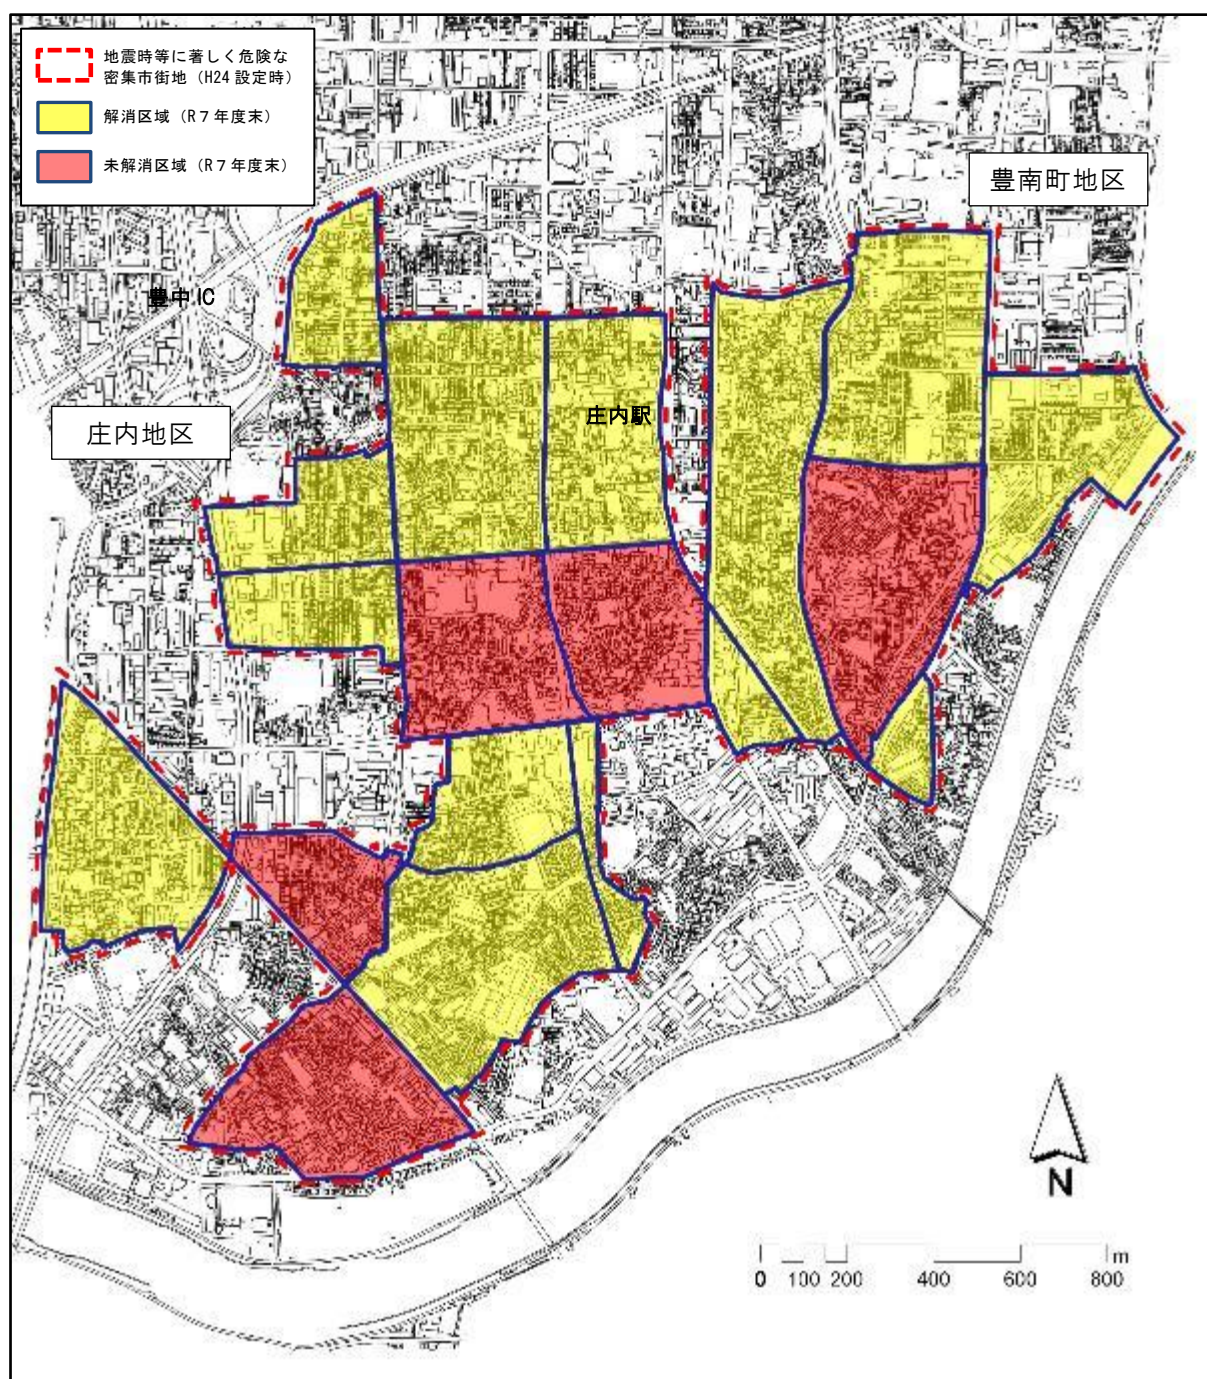 地震時等に著しく危険な
密集市街地（H24 設定時）
解消区域（R７年度末）
未解消区域（R７年度末）
豊南町地区
豊中 IC
庄内駅
庄内地区
N
m
0 100 200 400 600 800